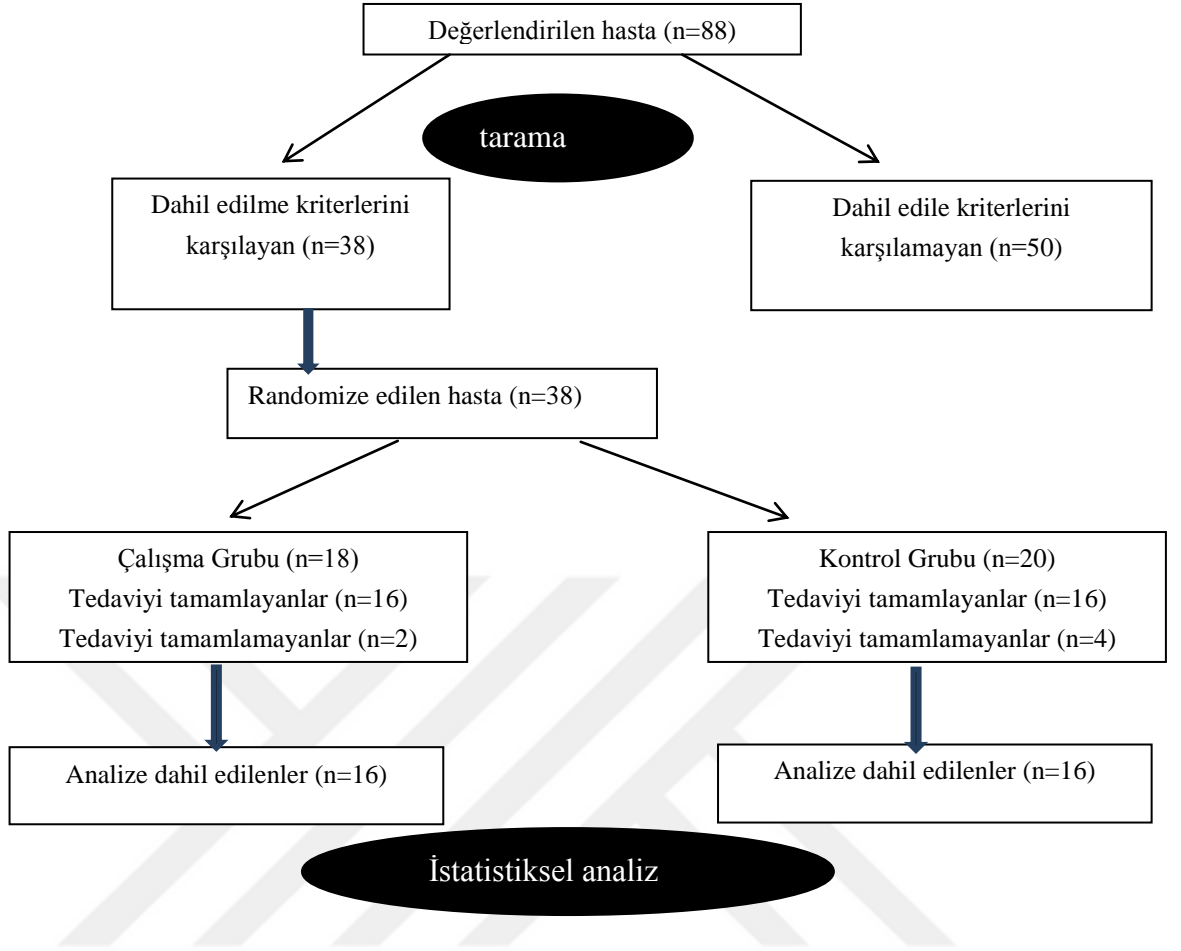 Değerlendirilen hasta (n=88)
tarama
Dahil edilme kriterlerini
karşılayan (n=38)
Dahil edile kriterlerini
karşılamayan (n=50)
Randomize edilen hasta (n=38)
Çalışma Grubu (n=18)
Tedaviyi tamamlayanlar (n=16)
Tedaviyi tamamlamayanlar (n=2)
Kontrol Grubu (n=20)
Tedaviyi tamamlayanlar (n=16)
Tedaviyi tamamlamayanlar (n=4)
Analize dahil edilenler (n=16)
Analize dahil edilenler (n=16)
İstatistiksel analiz